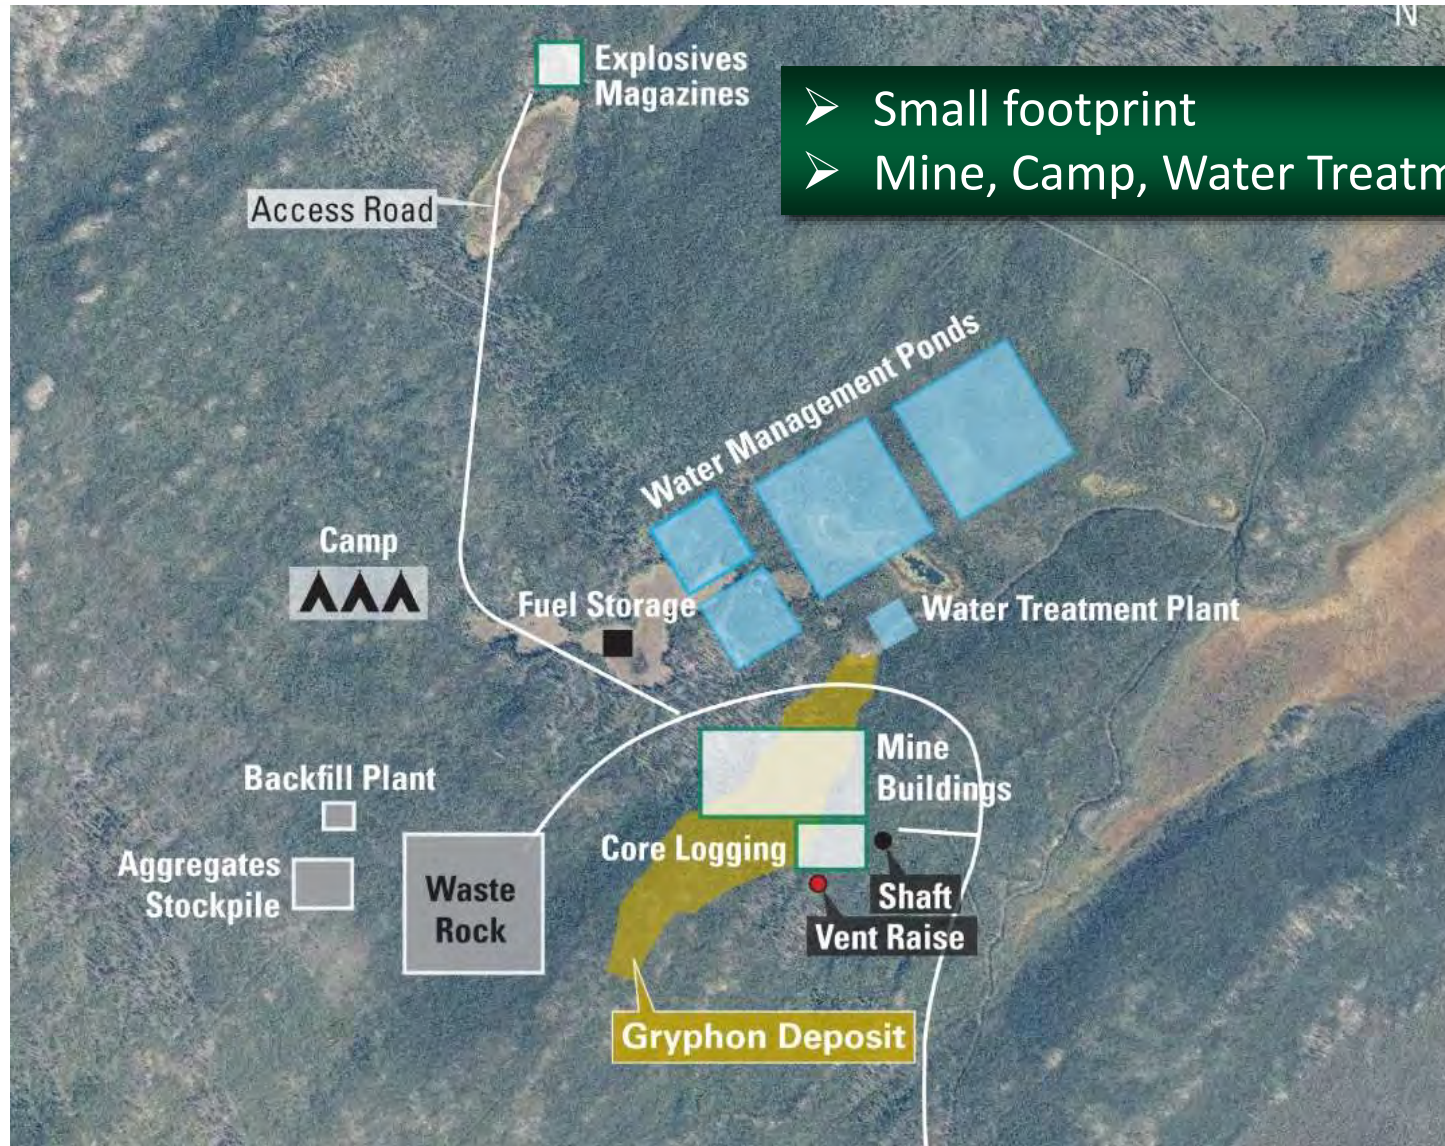 N
Explosives
Magazines
➢ Small footprint
➢ Mine, Camp, Water
Access Road
Water Management Ponds
Camp
Fuel Storage
Water Treatment Plant
Mine
Buildings
Backfill Plant
Core Logging
Aggregates
Stockpile
Waste
Rock
Shaft
Vent Raise
Gryphon Deposit